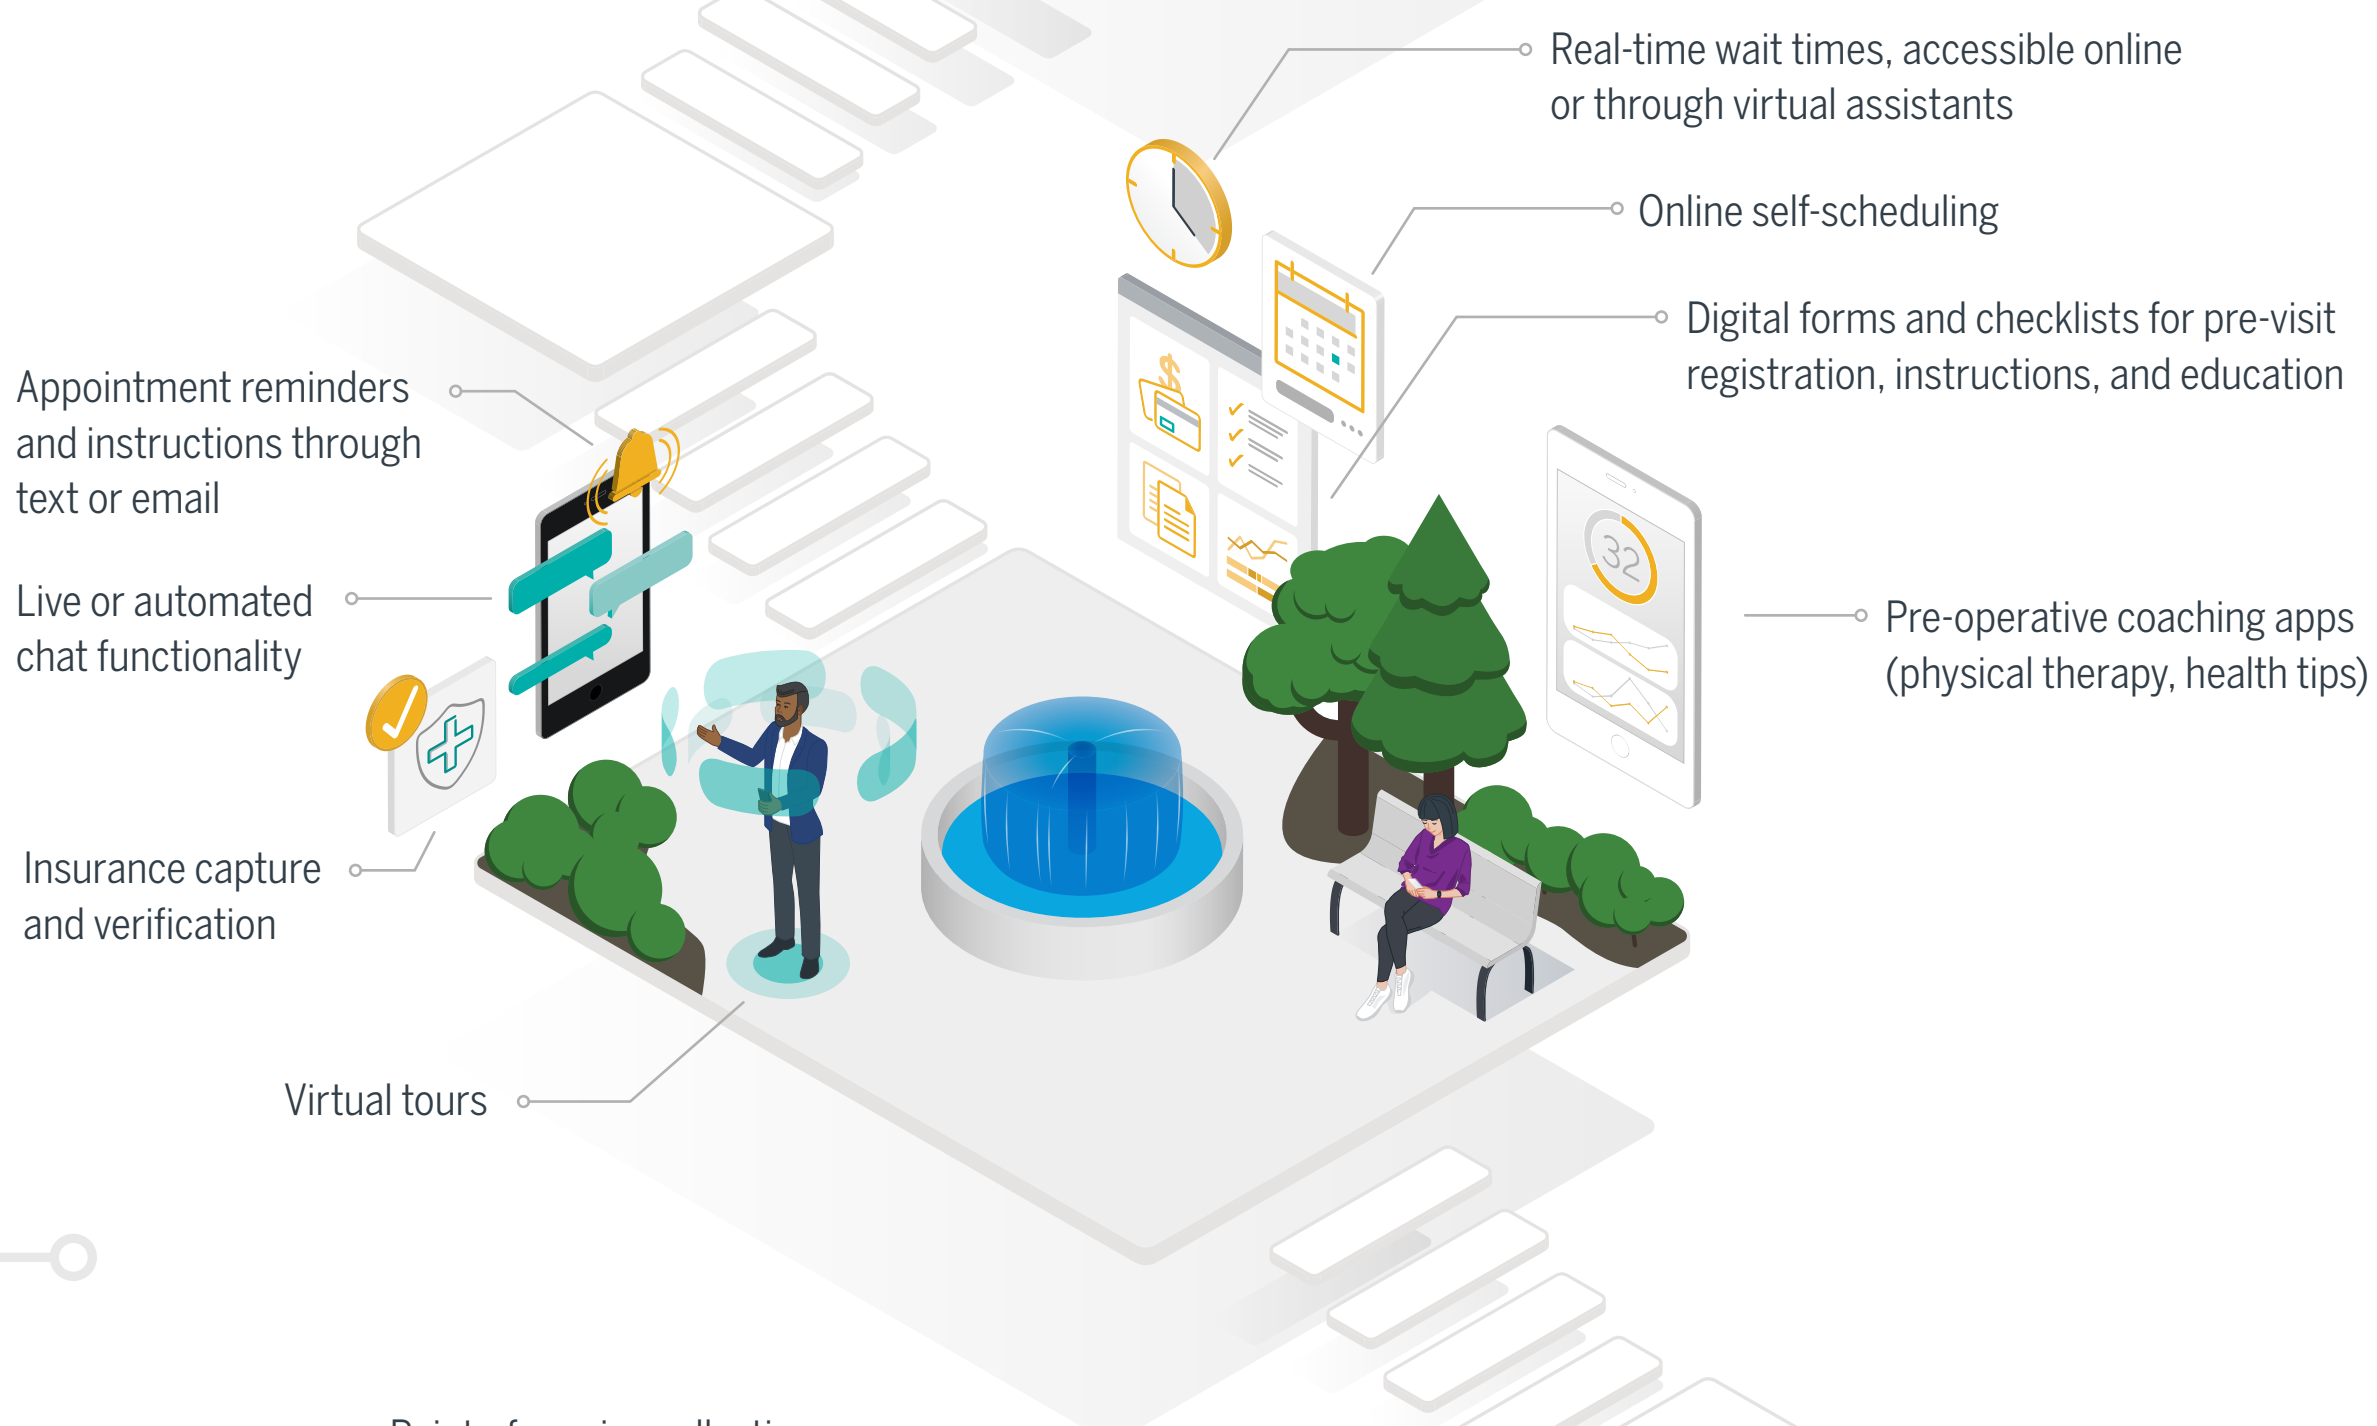 Real-time wait times, accessible online
or through virtual assistants
Online self-scheduling
Digital forms and checklists for pre-visit
registration, instructions, and education
Appointment reminders
and instructions through
text or email
32
Live or automated
chat functionality
Pre-operative coaching apps
(physical therapy, health tips)
Insurance capture
and verification
Virtual tours